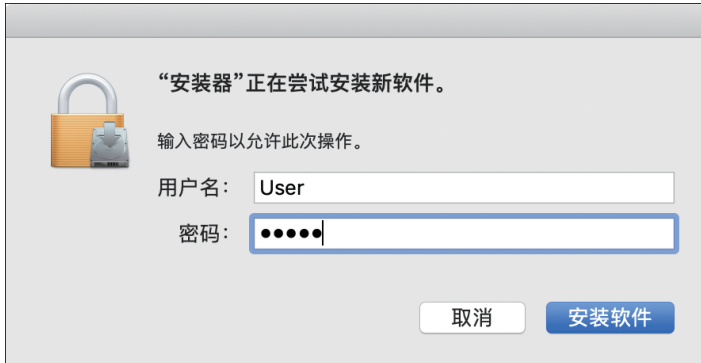 “安装器”正在尝试安装新软件。
输入密码以允许此次操作。
用户名： User
密码： •••••
取消 安装软件